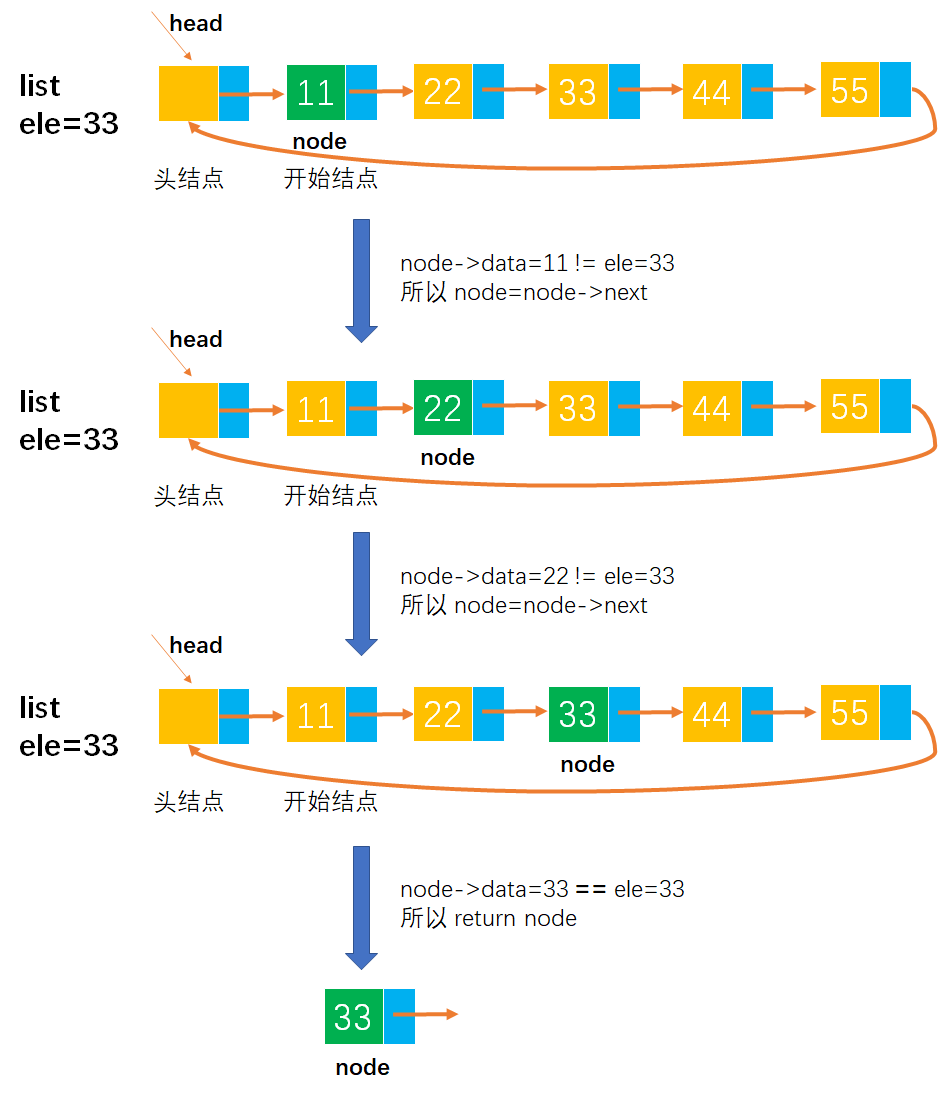 head
list
ele=33
11 22 33 44 55
node
头结点 开始结点
node->data=11 != ele=33
所以 node=node->next
head
list
ele=33
11 22 33 44 55
node
头结点 开始结点
node->data=22 != ele=33
所以 node=node->next
head
list
ele=33
11 22 33 44 55
node
头结点 开始结点
node->data=33 == ele=33
所以 return node
33
node